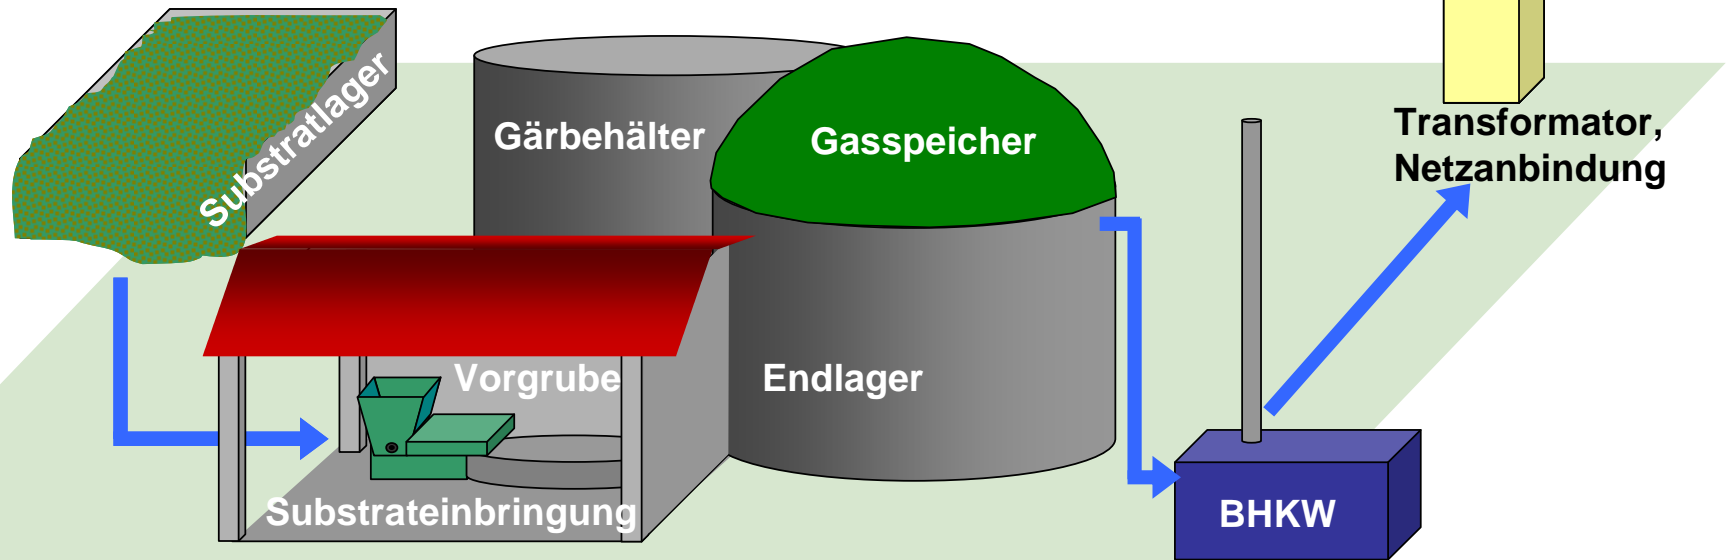 Substratlager
Gärbehälter
Gasspeicher
Transformator,
Netzanbindung
Vorgrube
Endlager
Substrateinbringung
BHKW